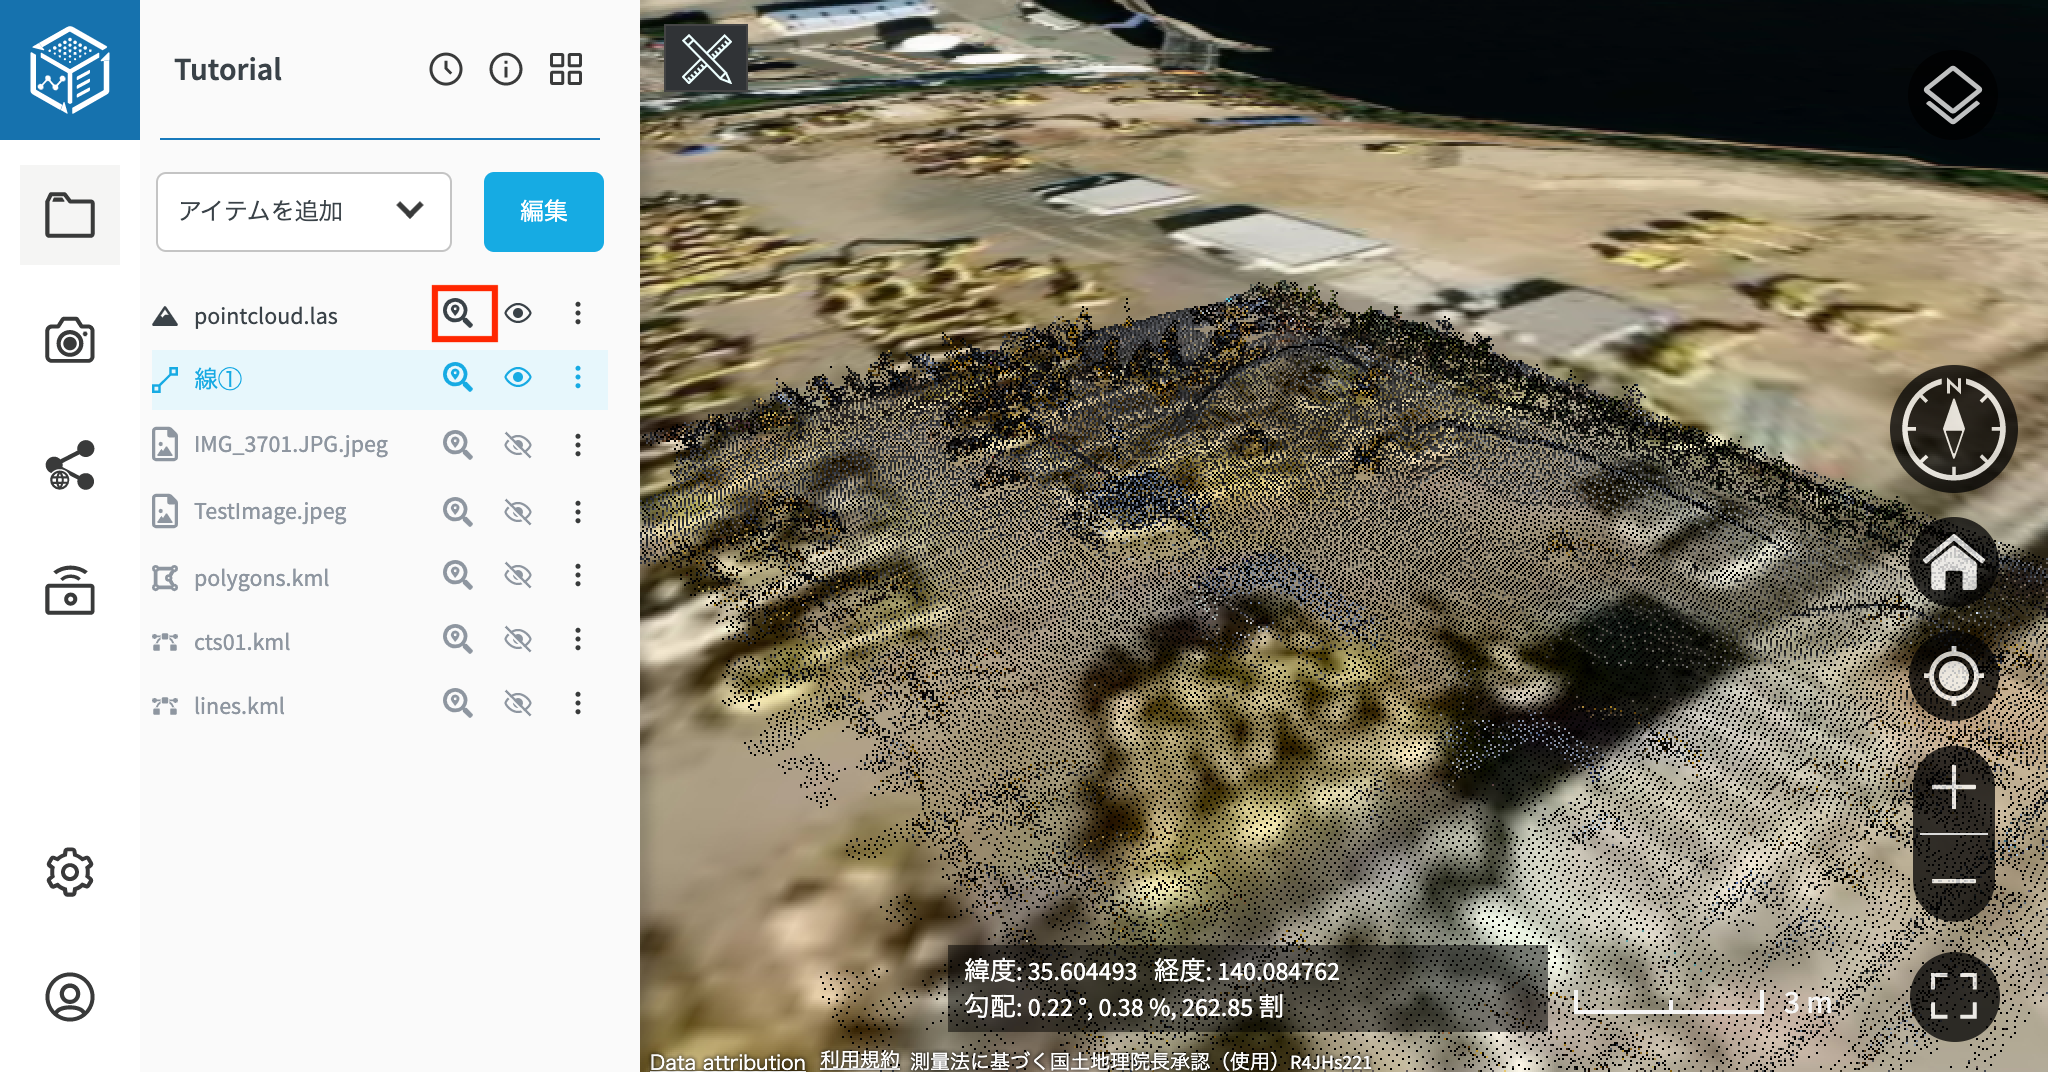 Tutorial
アイテムを追加
編集
pointcloud.las
線①
IMG_3701.JPG.jpeg
TestImage.jpeg
polygons.kml
cts01.kml
lines.kml
N
緯度: 35.604493 経度: 140.084762
勾配: 0.22 °, 0.38 %, 262.85 割
3 m
Data attribution 利用規約 測量法に基づく国土地理院長承認（使用）R4JHs221